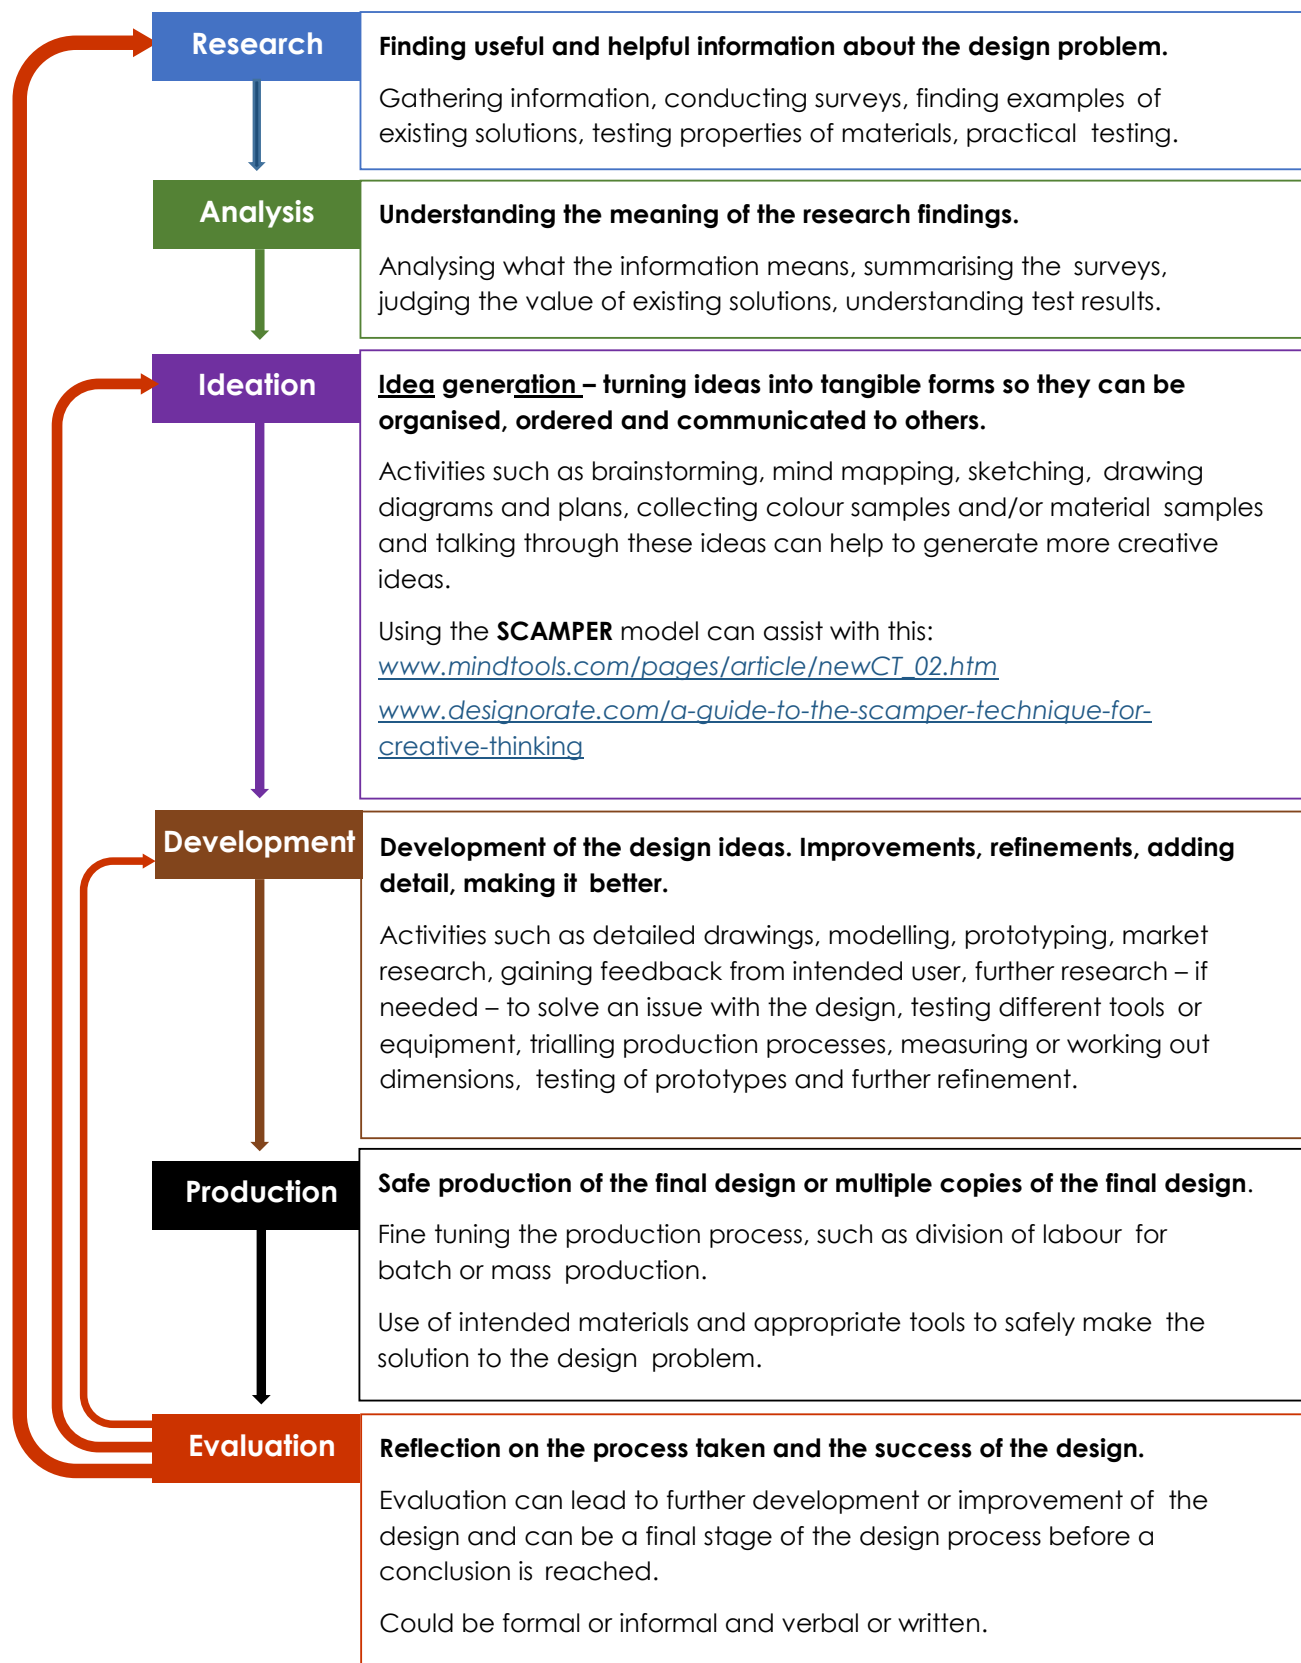 Research
Finding useful and helpful information about the design problem.
Gathering information, conducting surveys, finding examples of
existing solutions, testing properties of materials, practical testing.
Analysis
Understanding the meaning of the research findings.
Analysing what the information means, summarising the surveys,
judging the value of existing solutions, understanding test results.
Ideation
Idea generation – turning ideas into tangible forms so they can be
organised, ordered and communicated to others.
Activities such as brainstorming, mind mapping, sketching, drawing
diagrams and plans, collecting colour samples and/or material samples
and talking through these ideas can help to generate more creative
ideas.
Using the SCAMPER model can assist with this:
www.mindtools.com/pages/article/newCT_02.htm
www.designorate.com/a-guide-to-the-scamper-technique-for-
creative-thinking
Development
Development of the design ideas. Improvements, refinements, adding
detail, making it better.
Activities such as detailed drawings, modelling, prototyping, market
research, gaining feedback from intended user, further research – if
needed – to solve an issue with the design, testing different tools or
equipment, trialling production processes, measuring or working out
dimensions, testing of prototypes and further refinement.
Production
Safe production of the final design or multiple copies of the final design.
Fine tuning the production process, such as division of labour for
batch or mass production.
Use of intended materials and appropriate tools to safely make the
solution to the design problem.
Evaluation
Reflection on the process taken and the success of the design.
Evaluation can lead to further development or improvement of the
design and can be a final stage of the design process before a
conclusion is reached.
Could be formal or informal and verbal or written.